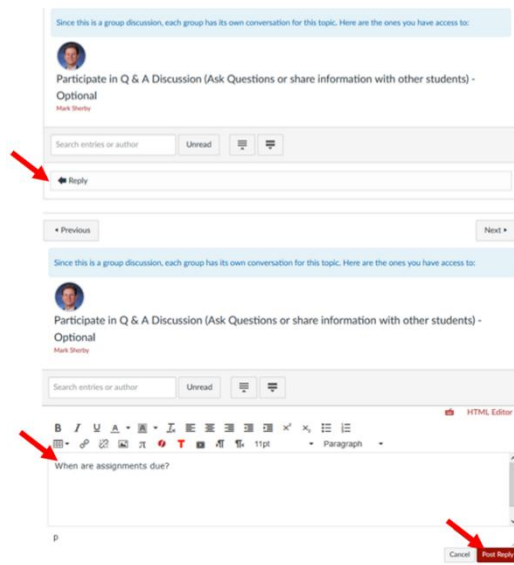 Since this is a group discussion, each group has its own conversation for this topic. Here are the ones you have access to:
Participate in Q & A Discussion (Ask Questions or share information with other students) -
Optional
Mark Sherby
Search entries or author
Unread
Reply
Previous
Next
Since this is a group discussion, each group has its own conversation for this topic. Here are the ones you have access to:
Participate in Q & A Discussion (Ask Questions or share information with other students) -
Optional
Mark Sherby
Search entries or author
Unread
HTML Editor
B I U A A Tx x² x₂
π T ¶ ¶ 11pt Paragraph
When are assignments due?
p
Cancel Post Reply